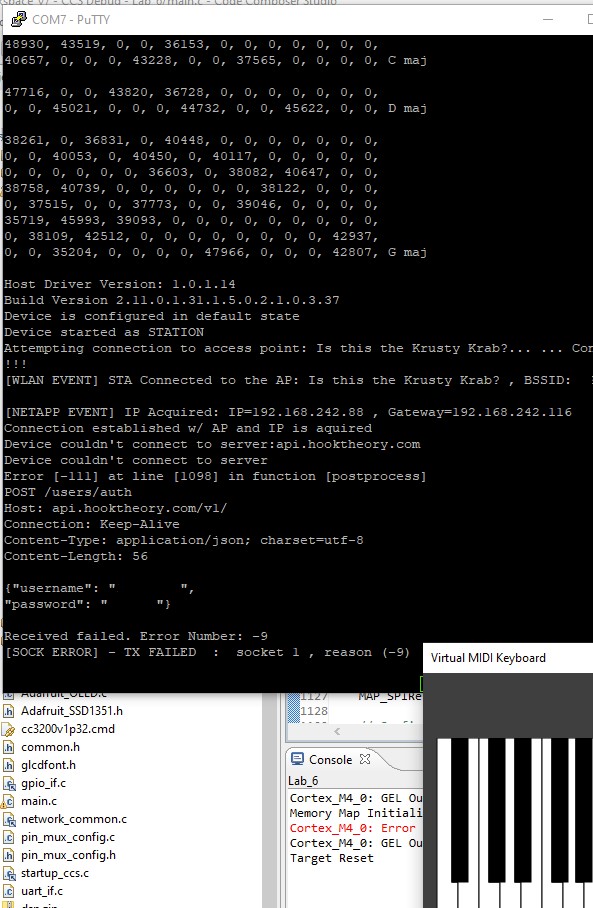 COM7 - PuTTY
48930, 43519, 0, 0, 36153, 0, 0, 0, 0, 0, 0, 0,
40657, 0, 0, 0, 43228, 0, 0, 37565, 0, 0, 0, 0, C maj
47716, 0, 0, 43820, 36728, 0, 0, 0, 0, 0, 0, 0,
0, 0, 45021, 0, 0, 0, 44732, 0, 0, 45622, 0, 0, D maj
38261, 0, 36831, 0, 40448, 0, 0, 0, 0, 0, 0, 0,
0, 0, 40053, 0, 40450, 0, 40117, 0, 0, 0, 0, 0,
0, 0, 0, 0, 0, 0, 36603, 0, 38082, 40647, 0, 0,
38758, 40739, 0, 0, 0, 0, 0, 0, 38122, 0, 0, 0,
0, 37515, 0, 0, 37773, 0, 0, 39046, 0, 0, 0, 0,
35719, 45993, 39093, 0, 0, 0, 0, 0, 0, 0, 0, 0,
0, 38109, 42512, 0, 0, 0, 0, 0, 0, 0, 0, 42937,
0, 0, 35204, 0, 0, 0, 0, 47966, 0, 0, 0, 42807, G maj
Host Driver Version: 1.0.1.14
Build Version 2.11.0.1.31.1.5.0.2.1.0.3.37
Device is configured in default state
Device started as STATION
Attempting connection to access point: Is this the Krusty Krab?... ... Con
!!!
[WLAN EVENT] STA Connected to the AP: Is this the Krusty Krab? , BSSID:
[NETAPP EVENT] IP Acquired: IP=192.168.242.88 , Gateway=192.168.242.116
Connection established w/ AP and IP is aquired
Device couldn't connect to server:api.hooktheory.com
Device couldn't connect to server
Error [-111] at line [1098] in function [postprocess]
POST /users/auth
Host: api.hooktheory.com/v1/
Connection: Keep-Alive
Content-Type: application/json; charset=utf-8
Content-Length: 56
{"username": " ",
"password": " "}
Received failed. Error Number: -9
[SOCK ERROR] - TX FAILED : socket 1 , reason (-9)
Virtual MIDI Keyboard
Adafruit_OLED.c
Adafruit_SSD1351.h
cc3200v1p32.cmd
common.h
glcdfont.h
gpio_if.c
main.c
network_common.c
pin_mux_config.c
pin_mux_config.h
startup_ccs.c
uart_if.c
1127 MAP_SPIRe
1128
Console
Lab_6
Cortex_M4_0: GEL Ou
Memory Map Initiali
Cortex_M4_0: Error
Cortex_M4_0: GEL Ou
Target Reset